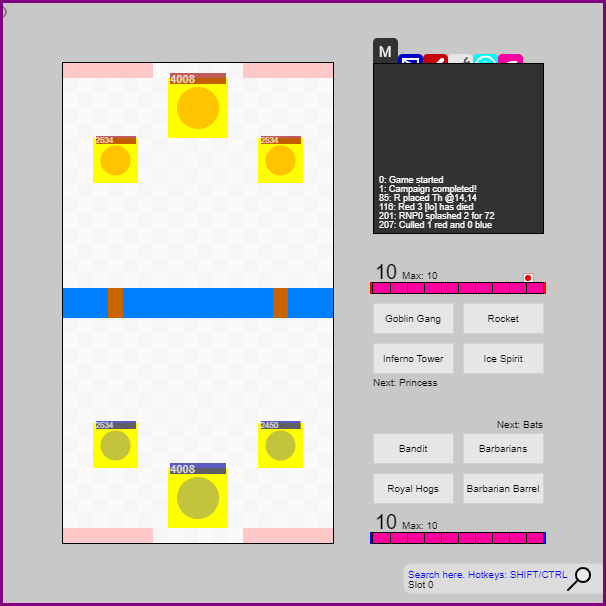 M
4008
2534
2534
0: Game started
1: Campaign completed!
85: R placed Th @14,14
116: Red 3 [lo] has died
201: RNP0 splashed 2 for 72
207: Culled 1 red and 0 blue
10 Max: 10
Goblin Gang
Rocket
Inferno Tower
Ice Spirit
Next: Princess
2534
2450
4008
Next: Bats
Bandit
Barbarians
Royal Hogs
Barbarian Barrel
10 Max: 10
Search here. Hotkeys: SHIFT/CTRL
Slot 0